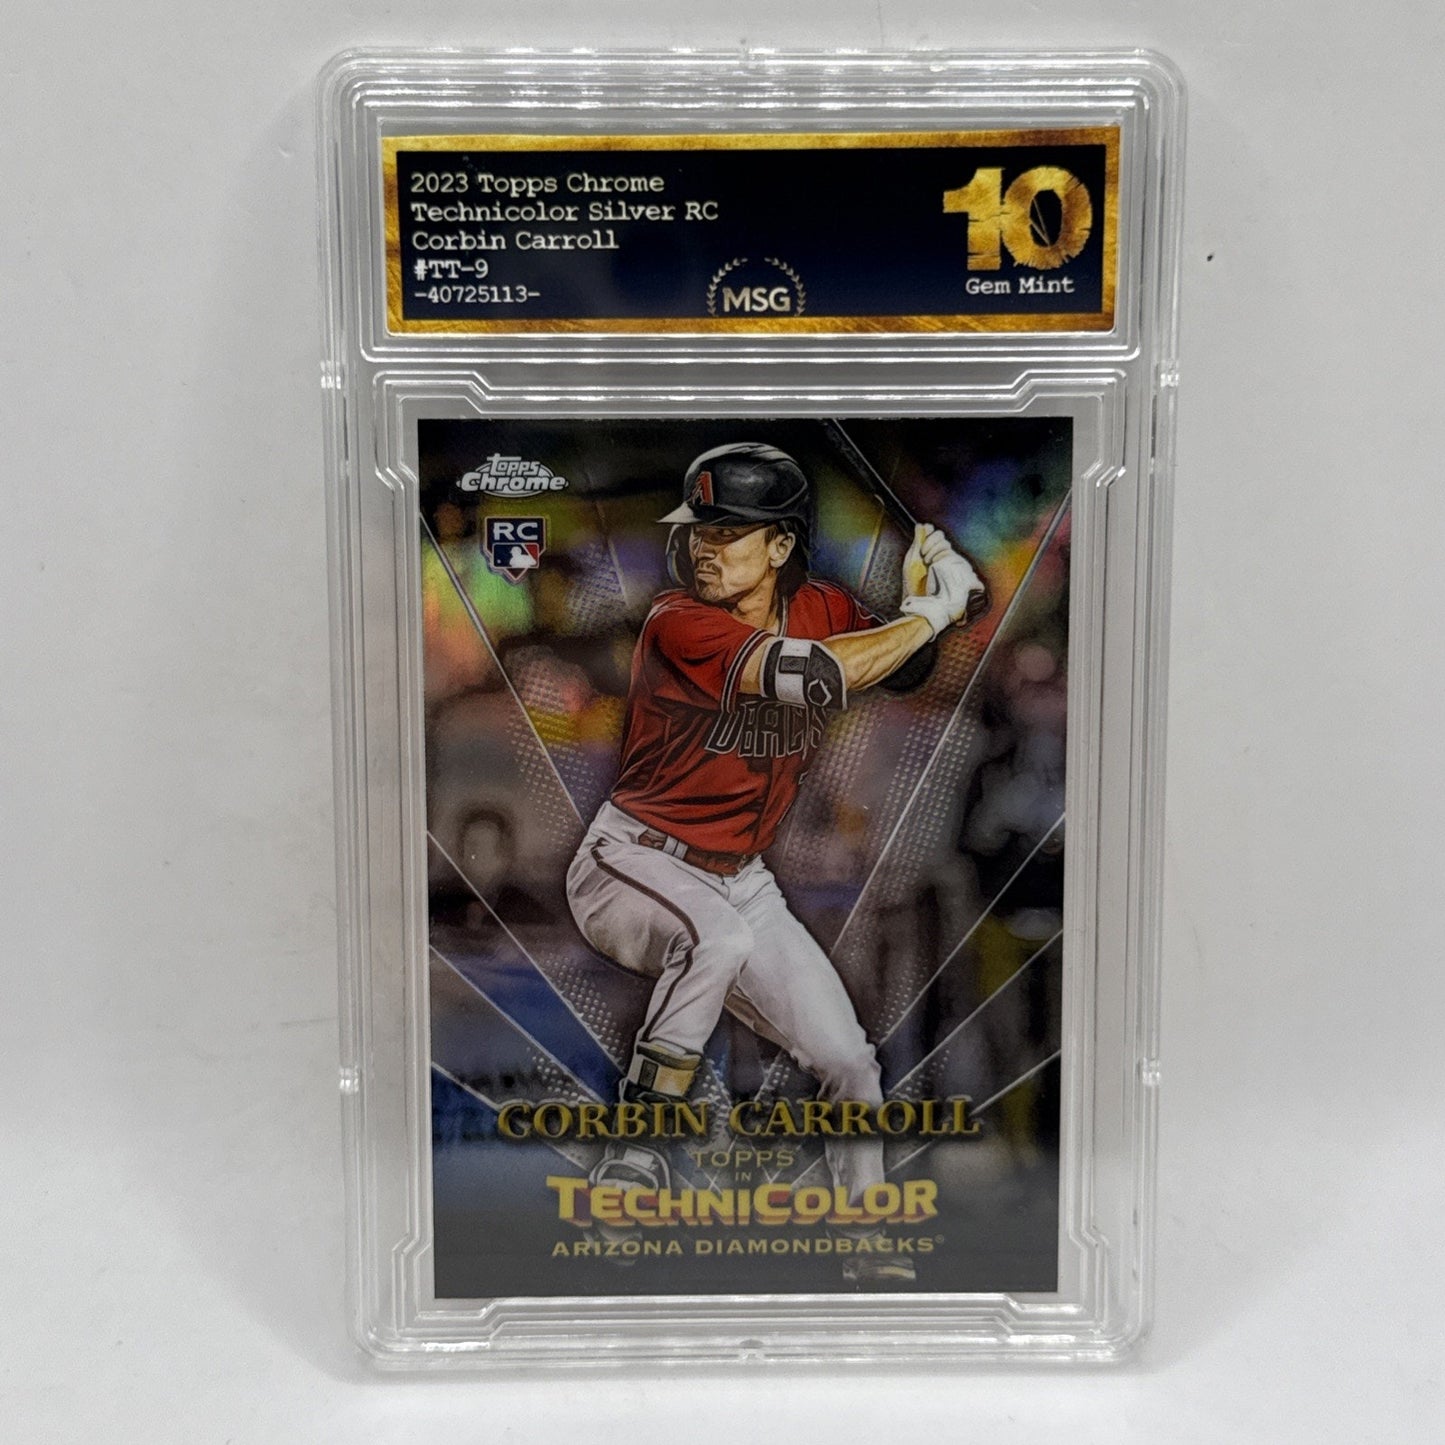 2023 Topps Chrome
Technicolor Silver RC
Corbin Carroll
#TT-9
-40725113-
MSG
10
Gem Mint
Topps
Chrome
RC
A
DBACKS
CORBIN CARROLL
TOPPS
IN
TECHNICOLOR
ARIZONA DIAMONDBACKS®